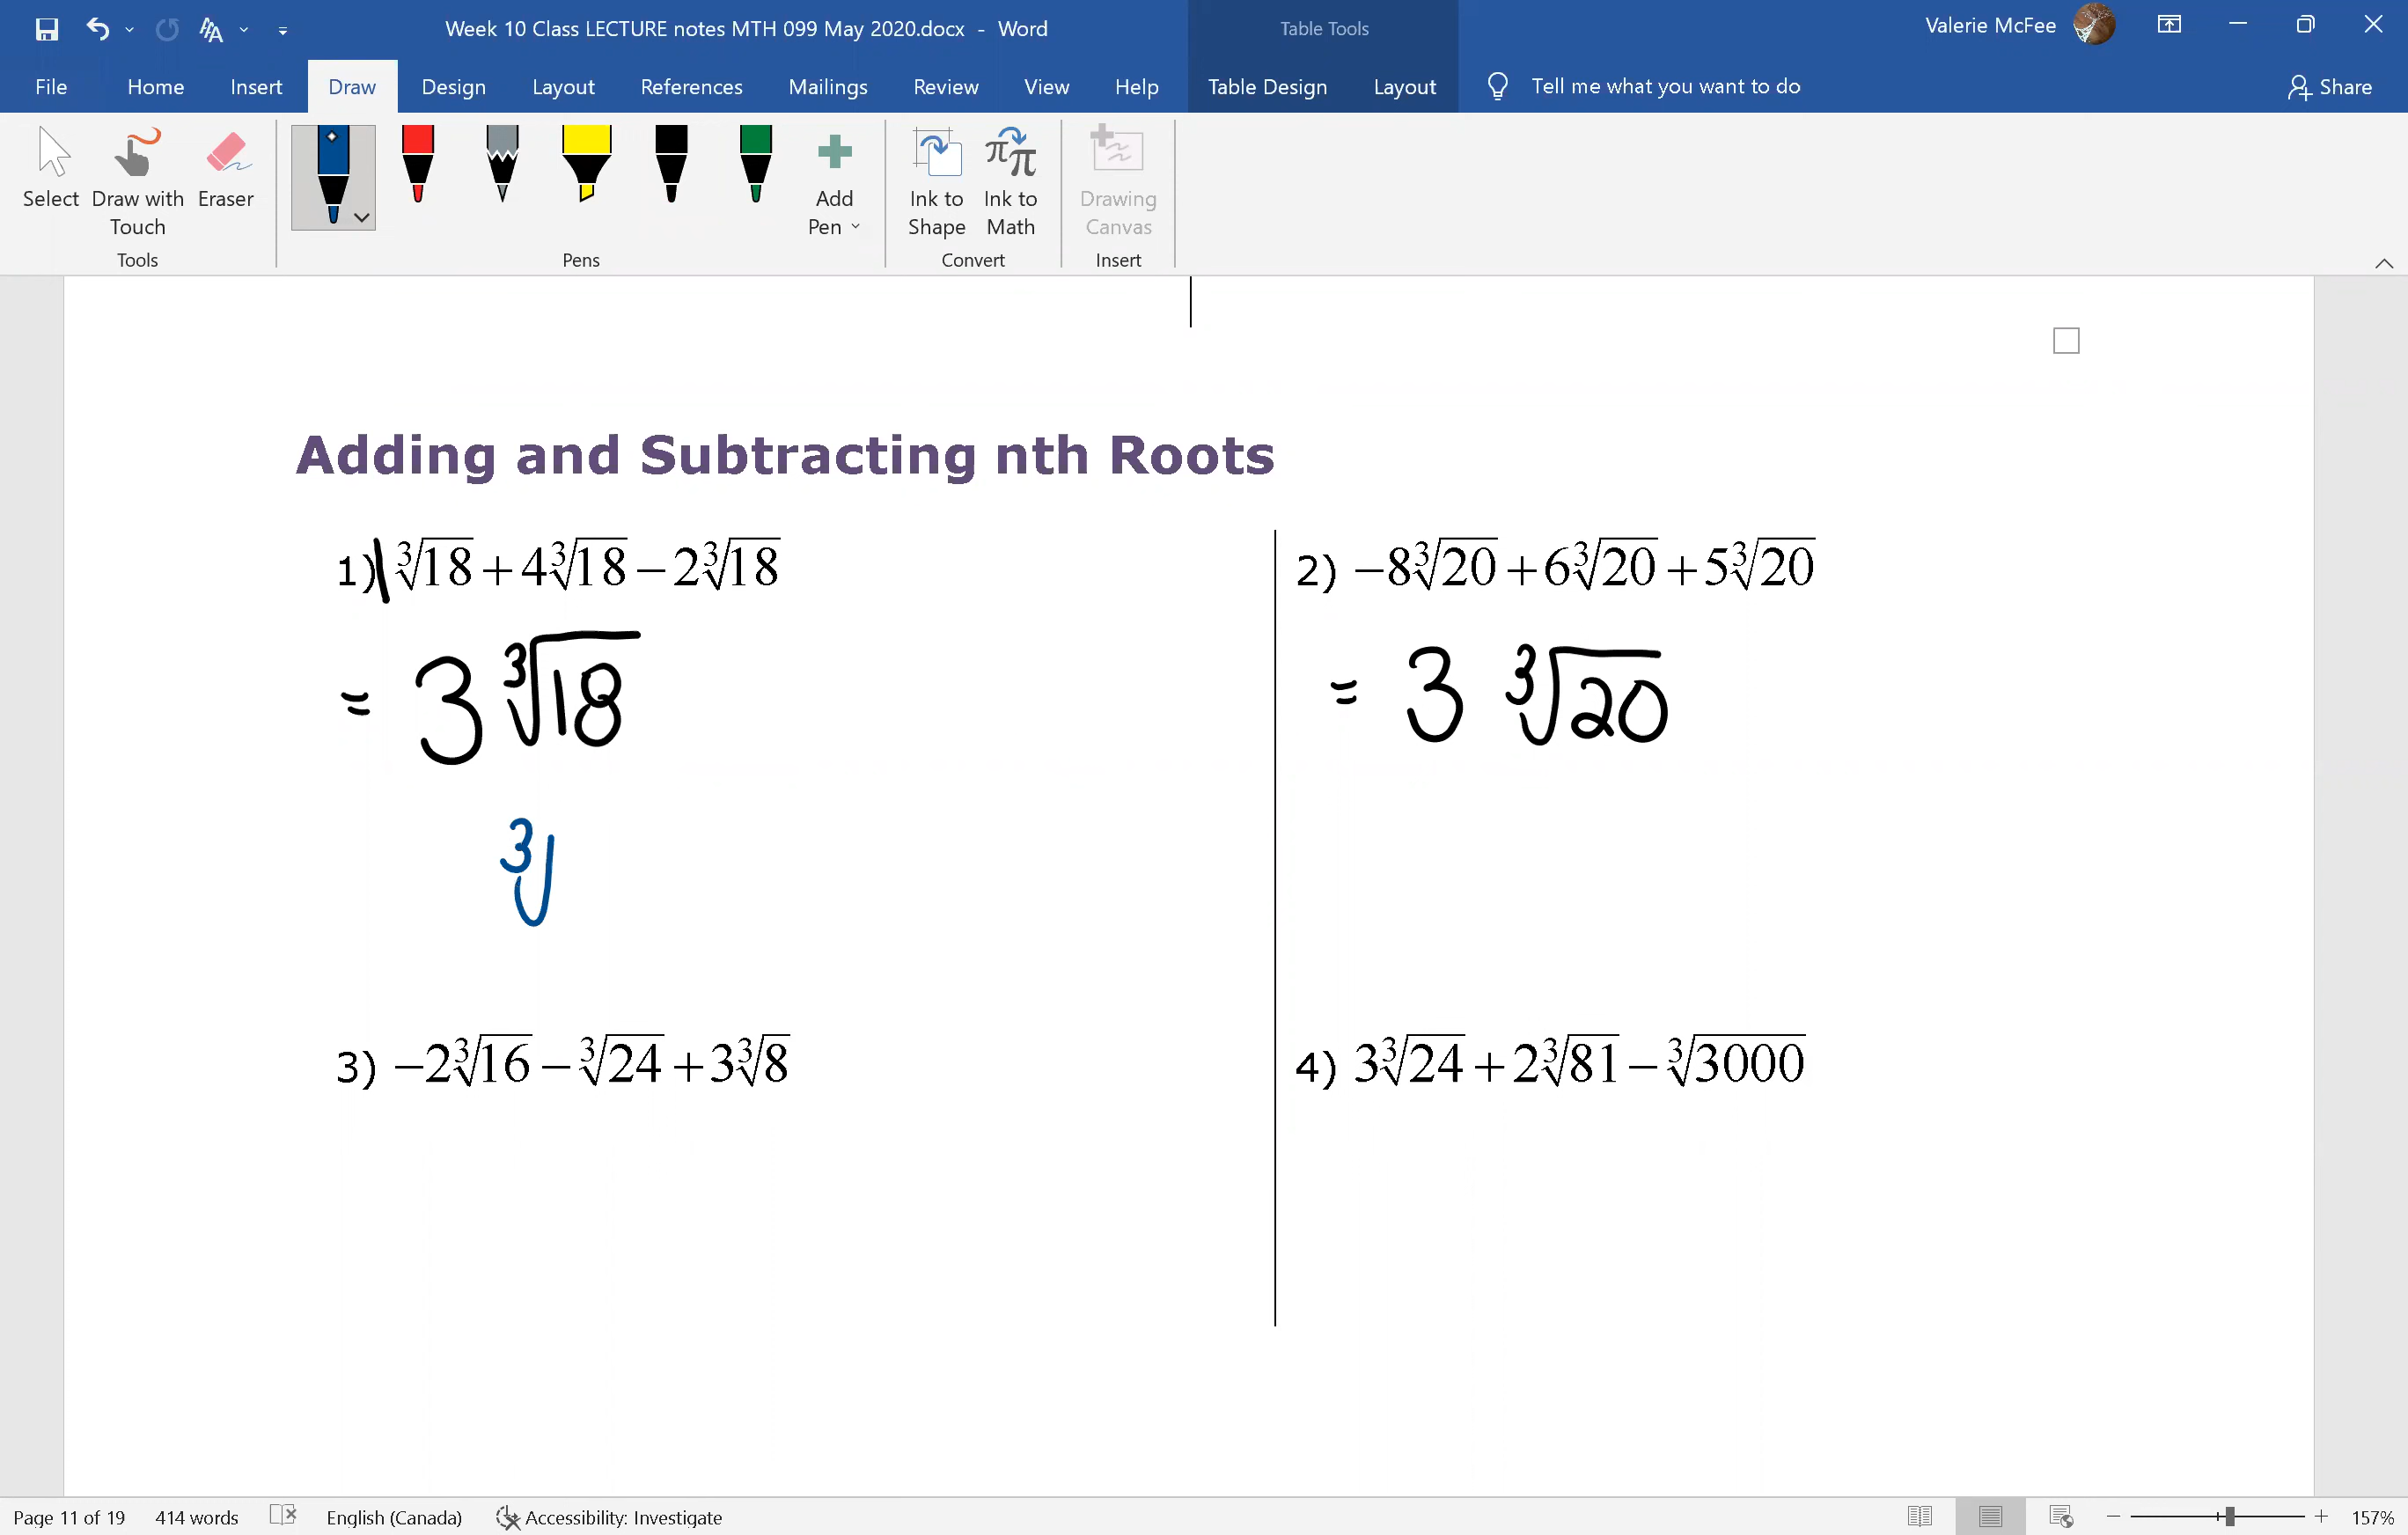 Week 10 Class LECTURE notes MTH 099 May 2020.docx - Word
Table Tools
Valerie McFee
File Home Insert Draw Design Layout References Mailings Review View Help Table Design Layout Tell me what you want to do Share
Select Draw with Touch Eraser
Add Pen
Ink to Shape Ink to Math
Drawing Canvas
Tools Pens Convert Insert
Adding and Subtracting nth Roots
1) 1 ∛18 + 4∛18 − 2∛18
2) −8∛20 + 6∛20 + 5∛20
= 3 ∛18
= 3 ∛20
∛
3) −2∛16 − ∛24 + 3∛8
4) 3∛24 + 2∛81 − ∛3000
Page 11 of 19 414 words English (Canada) Accessibility: Investigate 157%